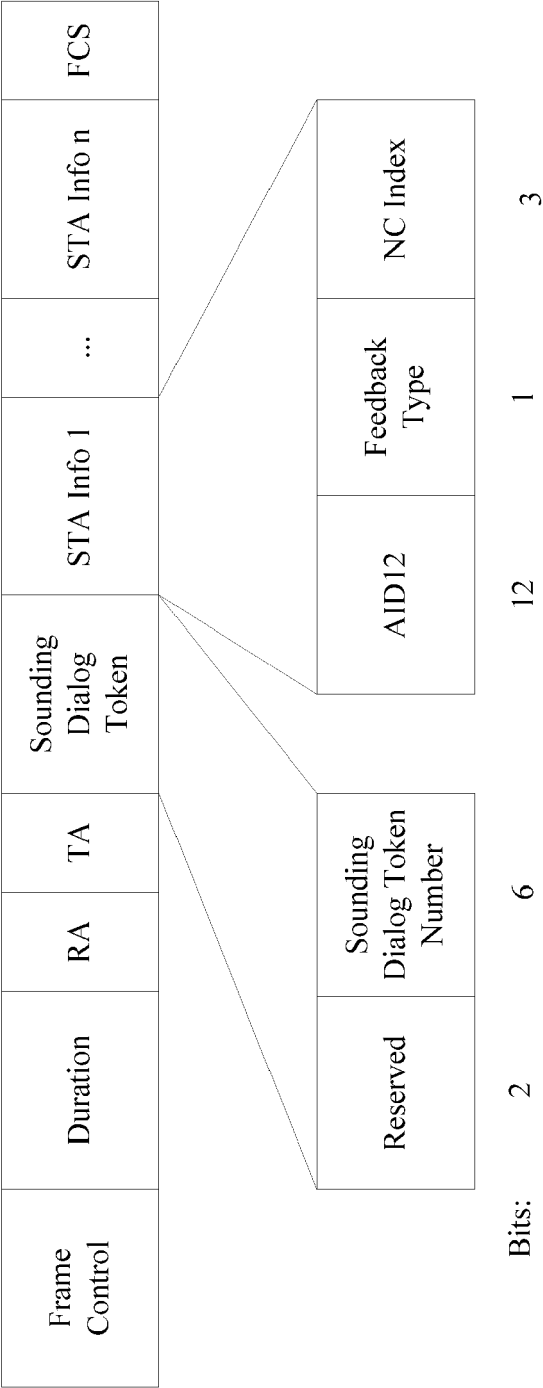 Frame
Control
Duration
RA
TA
Sounding
Dialog
Token
STA Info 1
...
STA Info n
FCS
Reserved
Sounding
Dialog Token
Number
AID12
Feedback
Type
NC Index
Bits: 2 6 12 1 3